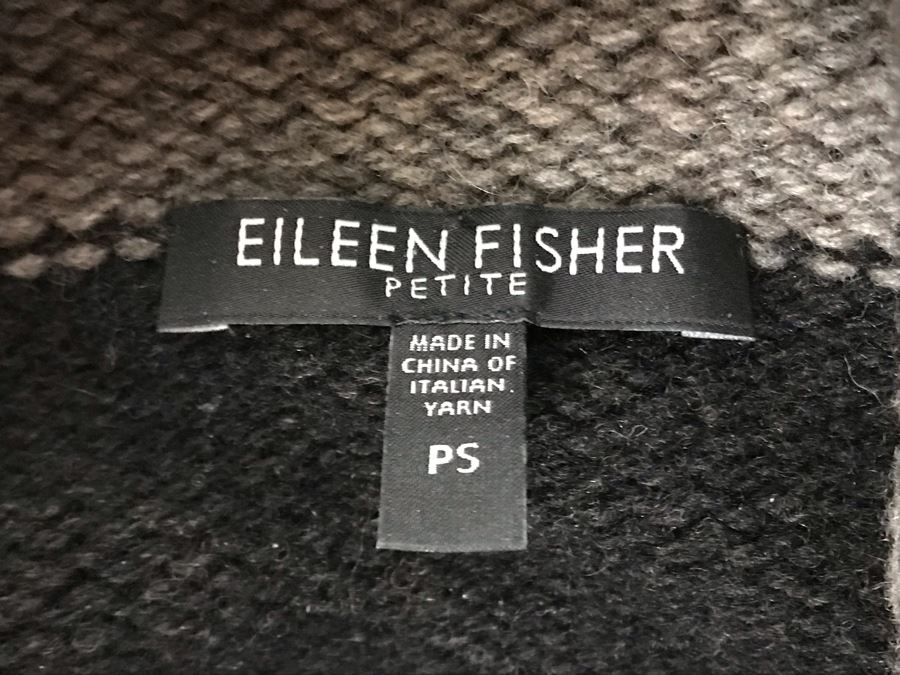 EILEEN FISHER
PETITE
MADE IN
CHINA OF
ITALIAN.
YARN
PS